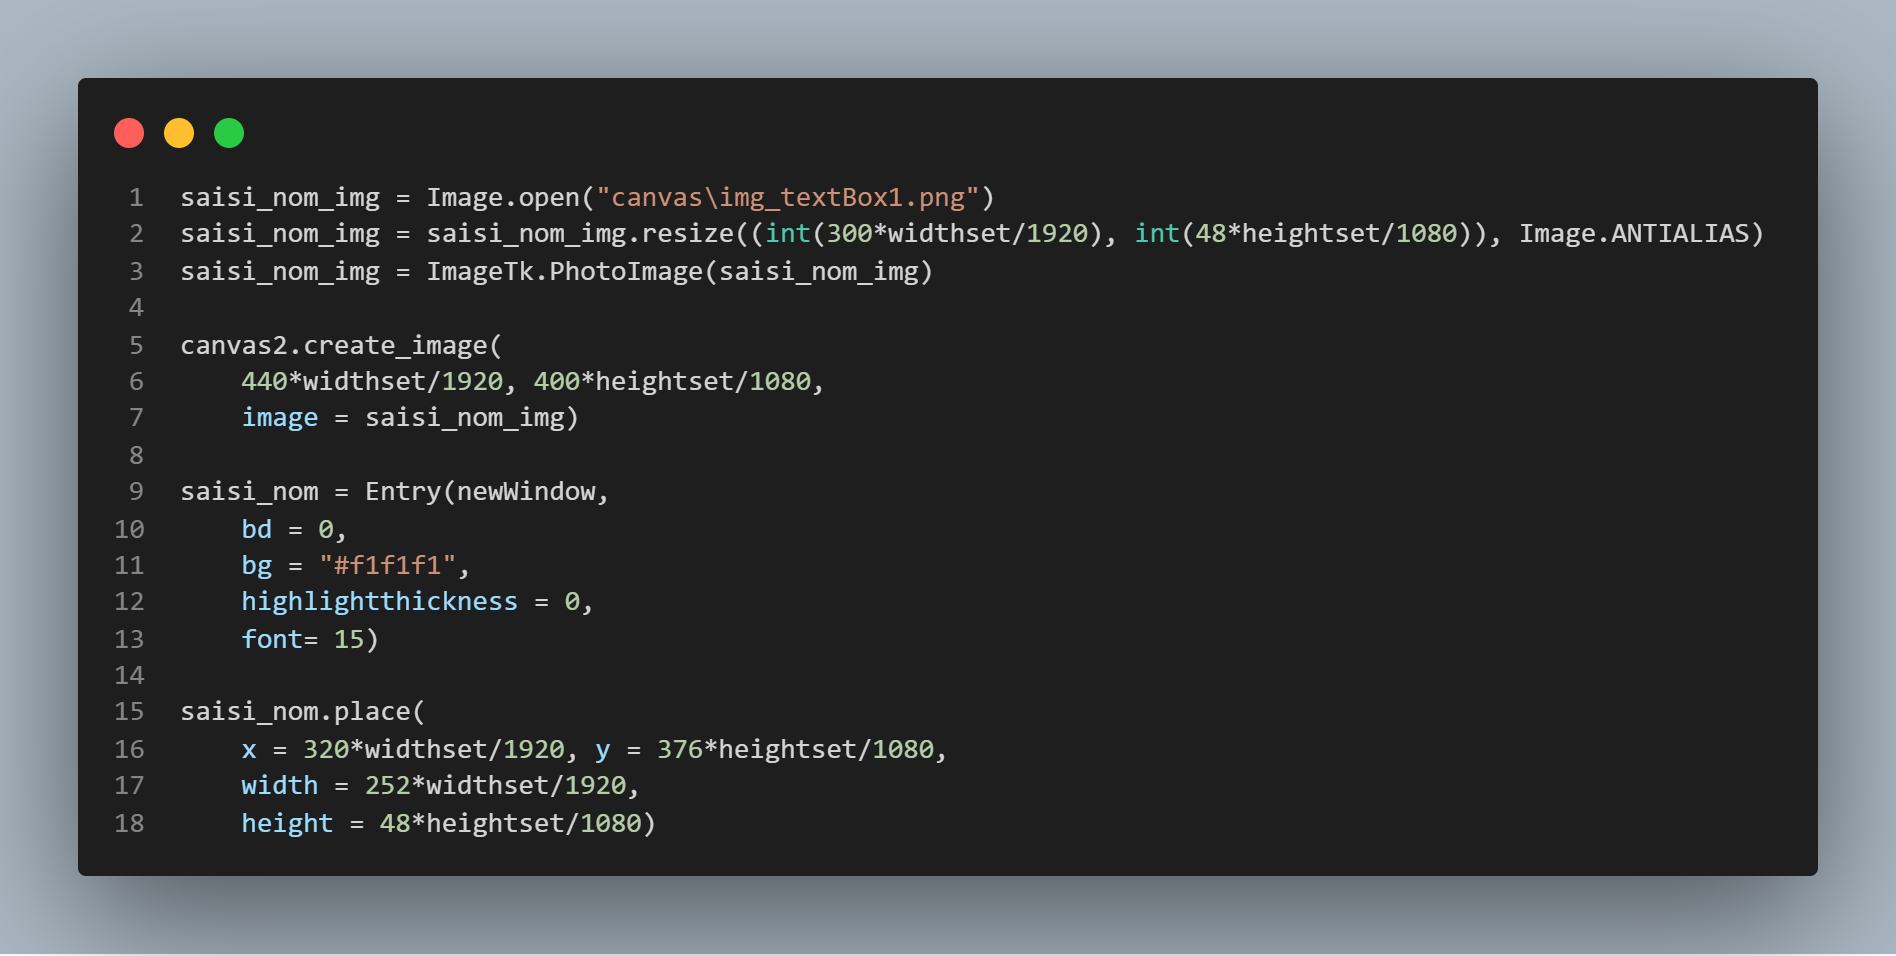 1 saisi_nom_img = Image.open("canvas\img_textBox1.png")
2 saisi_nom_img = saisi_nom_img.resize((int(300*widthset/1920), int(48*heightset/1080)), Image.ANTIALIAS)
3 saisi_nom_img = ImageTk.PhotoImage(saisi_nom_img)
4
5 canvas2.create_image(
6     440*widthset/1920, 400*heightset/1080,
7     image = saisi_nom_img)
8
9 saisi_nom = Entry(newWindow,
10     bd = 0,
11     bg = "#f1f1f1",
12     highlightthickness = 0,
13     font= 15)
14
15 saisi_nom.place(
16     x = 320*widthset/1920, y = 376*heightset/1080,
17     width = 252*widthset/1920,
18     height = 48*heightset/1080)